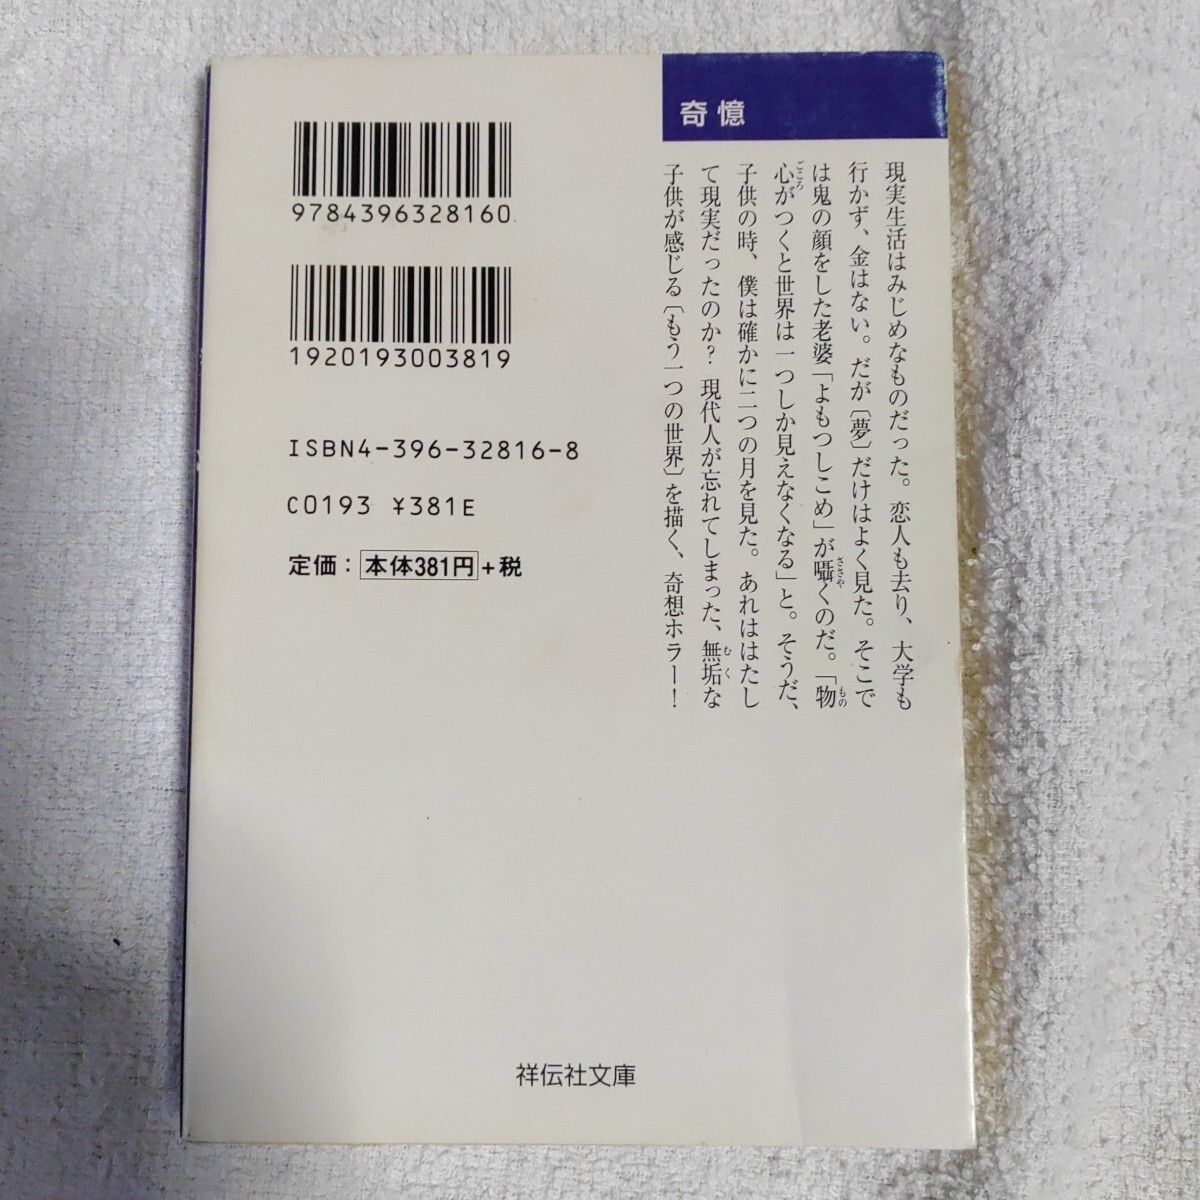 奇憶
現実生活はみじめなものだった。恋人も去り、大学も
行かず、金はない。だが〔夢〕だけはよく見た。そこで
は鬼の顔をした老婆「よもつしこめ」が囁くのだ。「物
心がつくと世界は一つしか見えなくなる」と。そうだ、
子供の時、僕は確かに二つの月を見た。あれははたし
て現実だったのか？ 現代人が忘れてしまった、無垢な
子供が感じる〔もう一つの世界〕を描く、奇想ホラー！
9784396328160
1920193003819
ISBN4-396-32816-8
C0193 ¥381E
定価：本体381円+税
祥伝社文庫